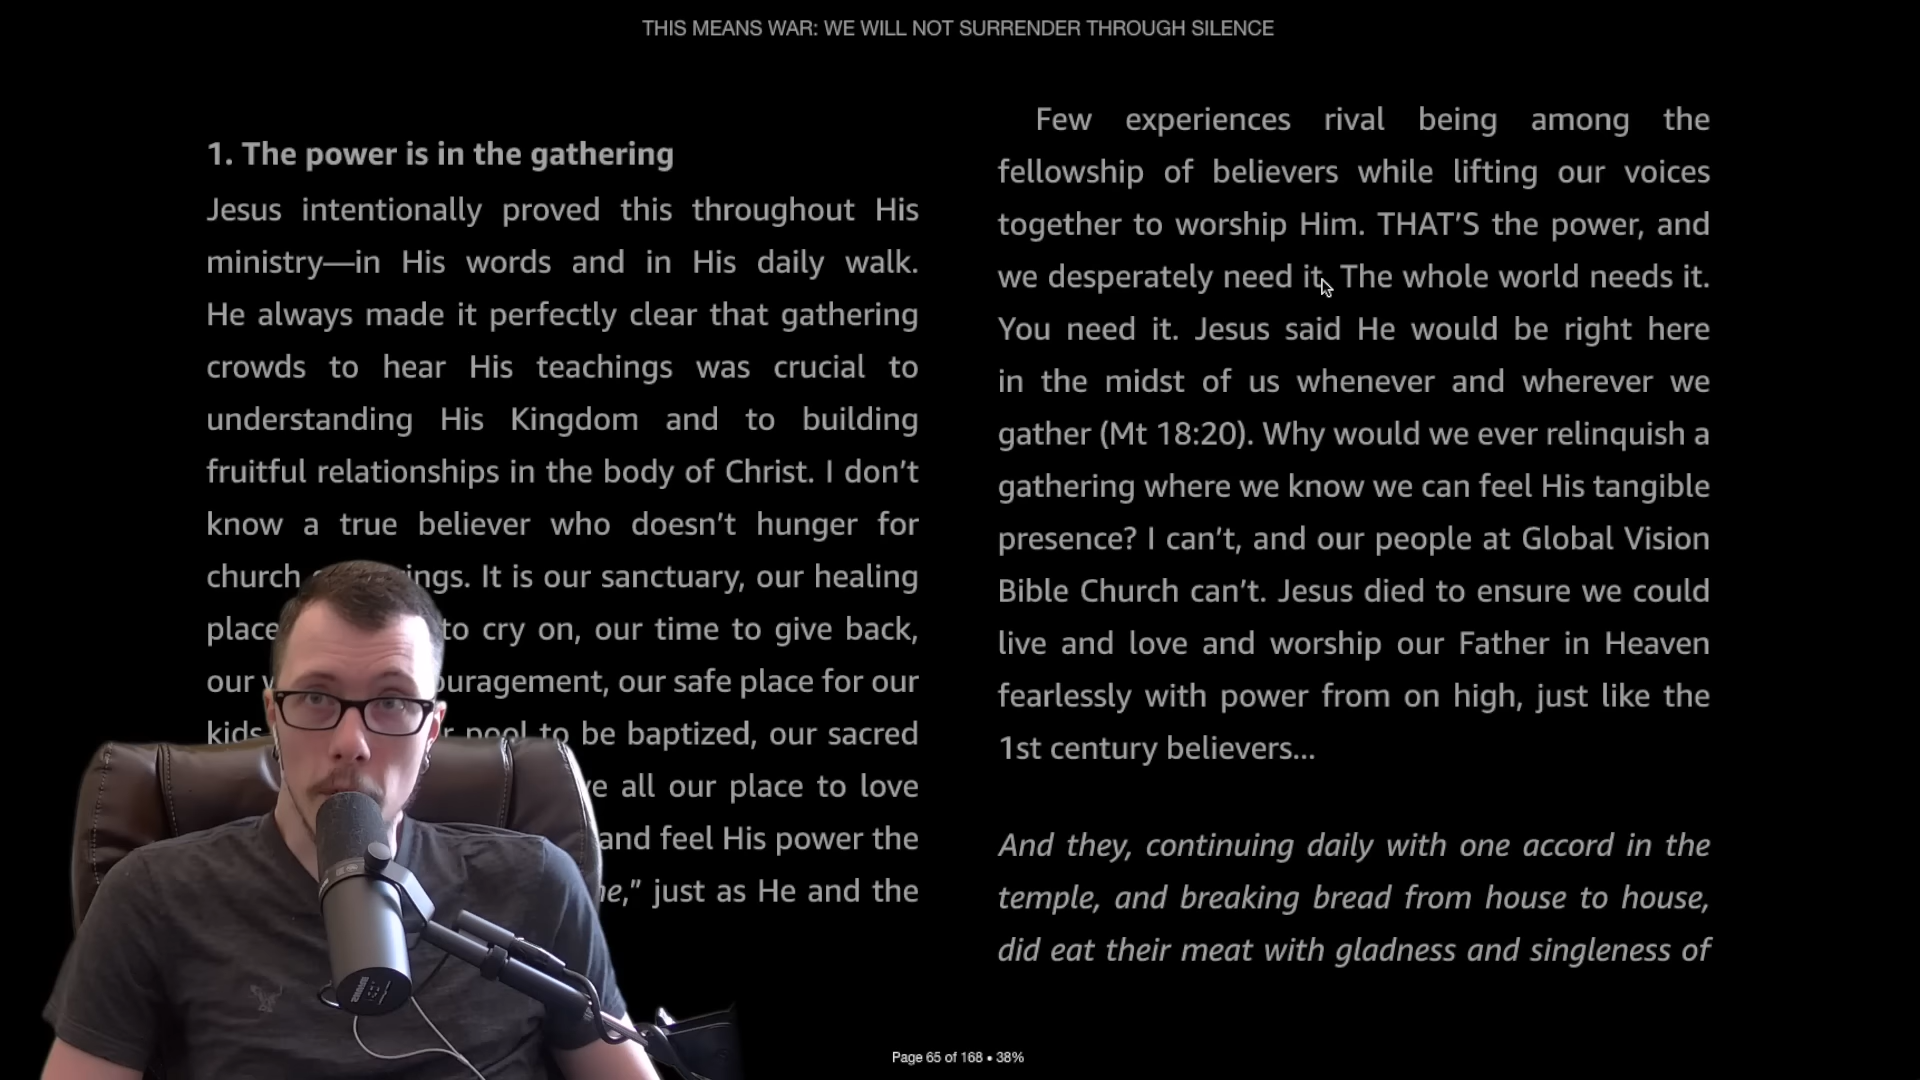 THIS MEANS WAR: WE WILL NOT SURRENDER THROUGH SILENCE
1. The power is in the gathering
Jesus intentionally proved this throughout His
ministry—in His words and in His daily walk.
He always made it perfectly clear that gathering
crowds to hear His teachings was crucial to
understanding His Kingdom and to building
fruitful relationships in the body of Christ. I don’t
know a true believer who doesn’t hunger for
church ings. It is our sanctuary, our healing
place to cry on, our time to give back,
our ouragement, our safe place for our
kids pool to be baptized, our sacred
all our place to love
and feel His power the
” just as He and the
Few experiences rival being among the
fellowship of believers while lifting our voices
together to worship Him. THAT’S the power, and
we desperately need it. The whole world needs it.
You need it. Jesus said He would be right here
in the midst of us whenever and wherever we
gather (Mt 18:20). Why would we ever relinquish a
gathering where we know we can feel His tangible
presence? I can’t, and our people at Global Vision
Bible Church can’t. Jesus died to ensure we could
live and love and worship our Father in Heaven
fearlessly with power from on high, just like the
1st century believers...
And they, continuing daily with one accord in the
temple, and breaking bread from house to house,
did eat their meat with gladness and singleness of
Page 65 of 168 • 38%